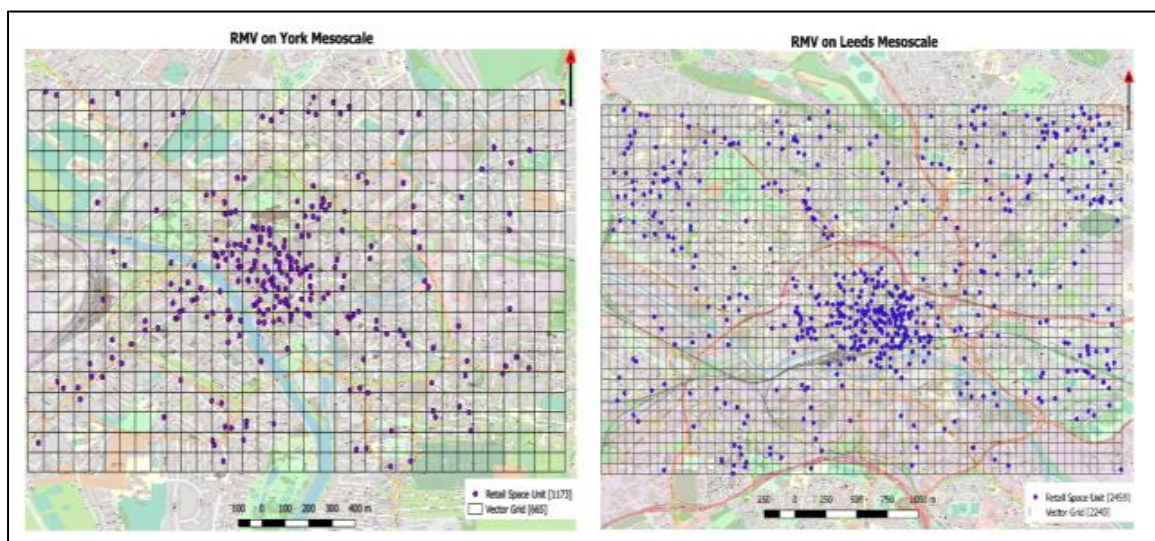 RMV on York Mesoscale
RMV on Leeds Mesoscale
Retail Space Unit [1173]
Vector Grid [665]
100 0 100 200 300 400 m
Retail Space Unit [2459]
Vector Grid [2240]
250 0 250 500 750 1000 m